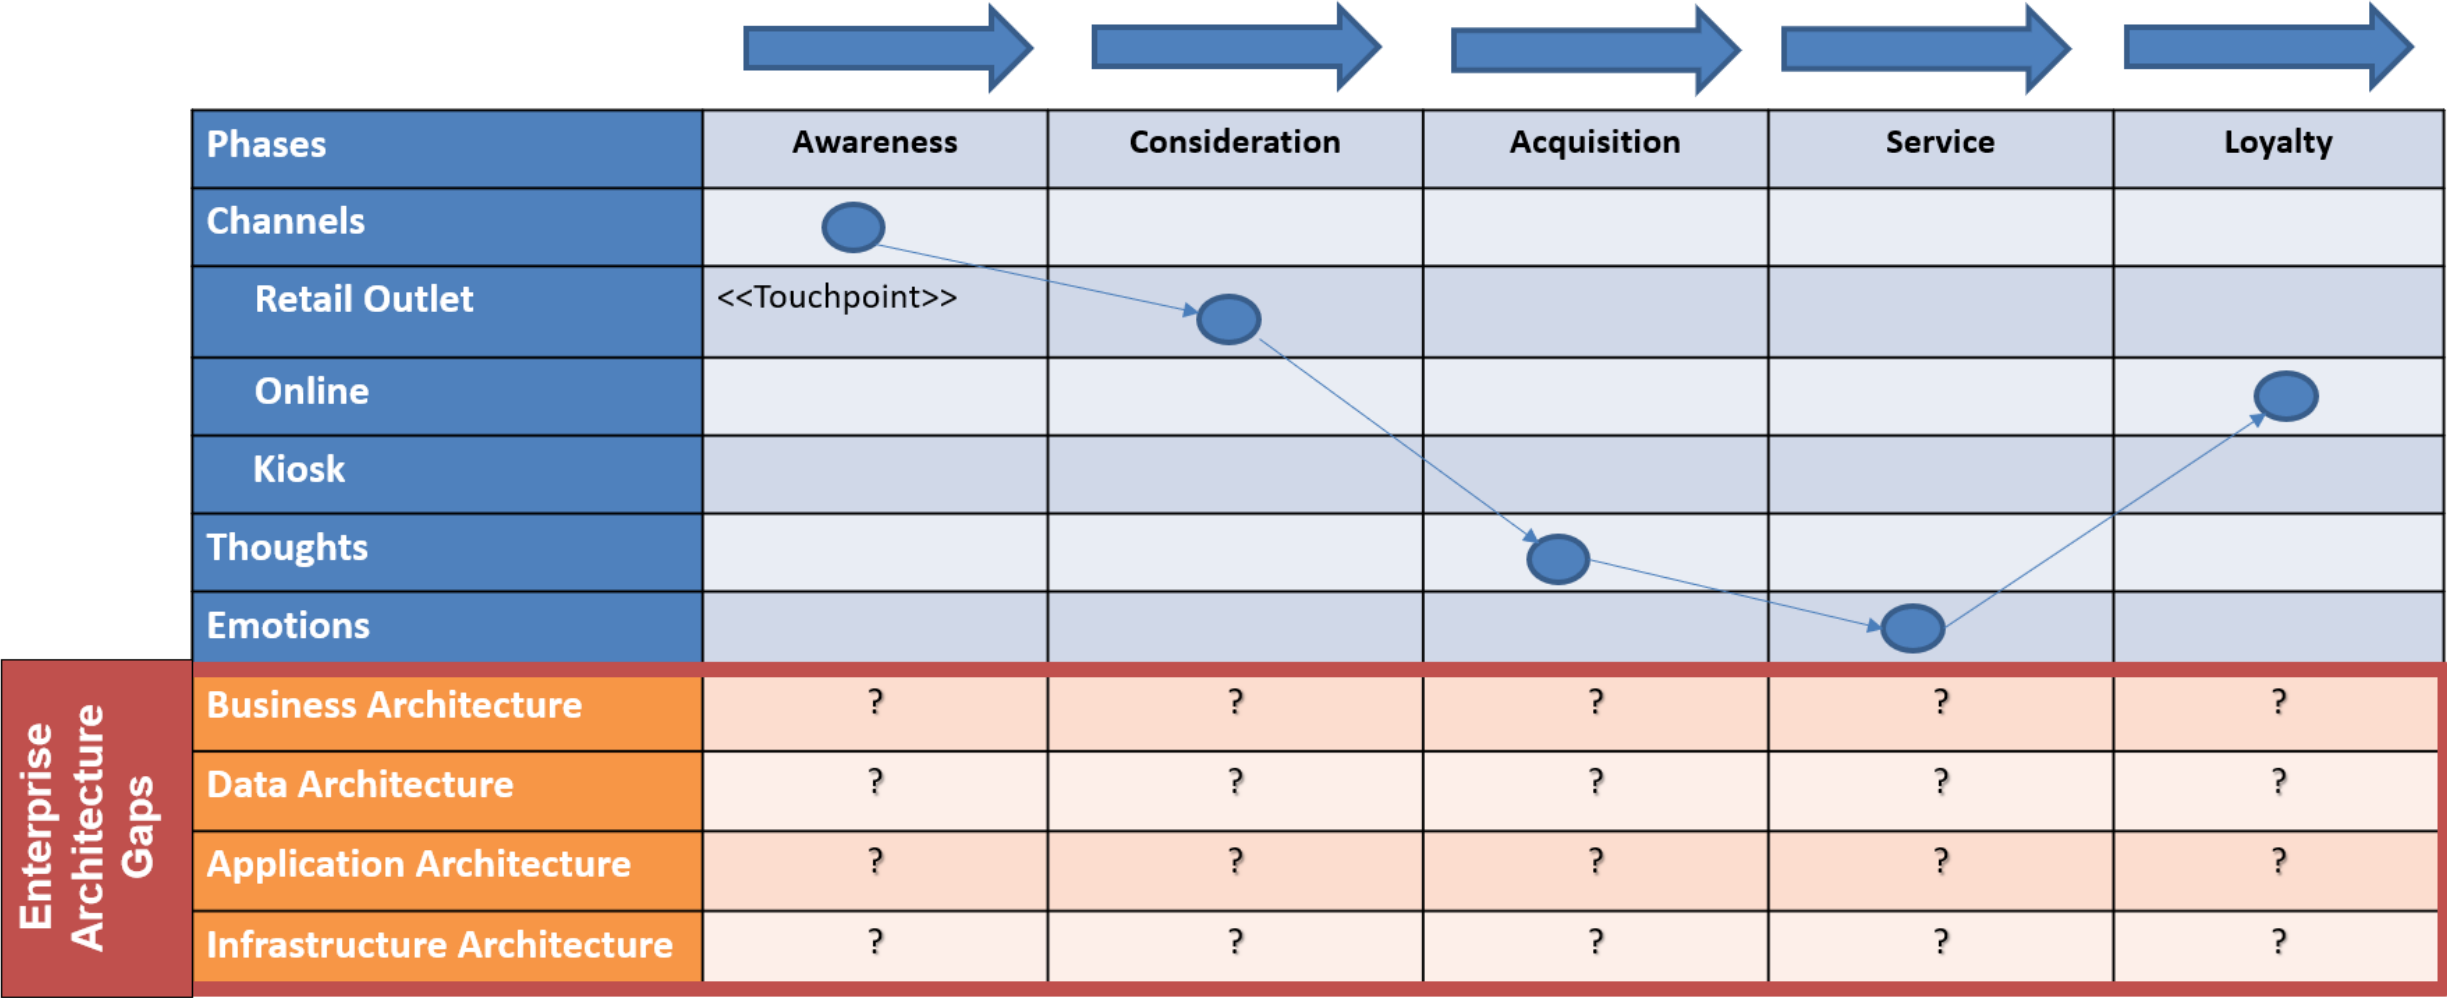 Phases Awareness Consideration Acquisition Service Loyalty
Channels
Retail Outlet <<Touchpoint>>
Online
Kiosk
Thoughts
Emotions
Enterprise
Architecture
Gaps
Business Architecture ? ? ? ? ?
Data Architecture ? ? ? ? ?
Application Architecture ? ? ? ? ?
Infrastructure Architecture ? ? ? ? ?